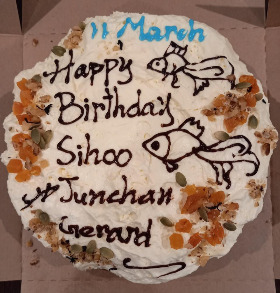 11 March
Happy
Birthday
Sihoo
Junchan
Gerard